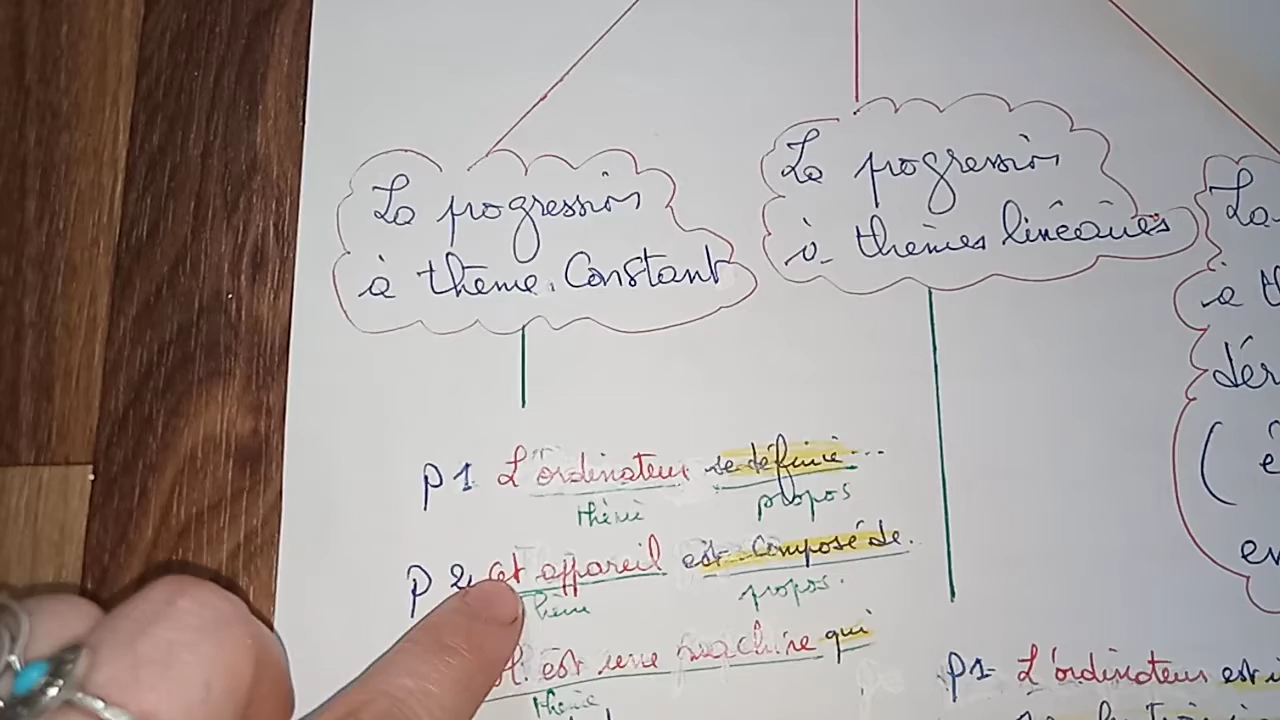 La progression
à thème Constant
La progression
à thèmes linéaires
La
à
dér
(
en
P1 L'ordinateur se définie...
thème propos
P2 Cet appareil est composé de.
thème propos.
est une machine qui
thème
P1- L'ordinateur est